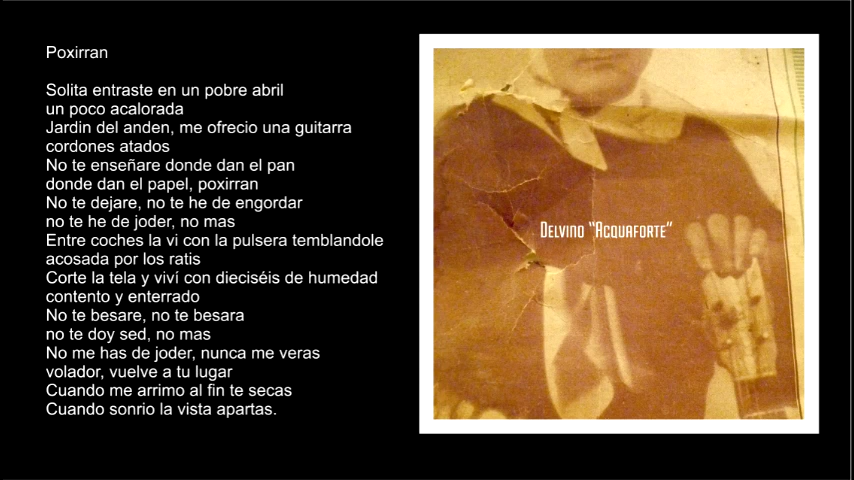 Poxirran
Solita entraste en un pobre abril
un poco acalorada
Jardin del anden, me ofrecio una guitarra
cordones atados
No te enseñare donde dan el pan
donde dan el papel, poxirran
No te dejare, no te he de engordar
no te he de joder, no mas
Entre coches la vi con la pulsera temblandole
acosada por los ratis
Corte la tela y viví con dieciséis de humedad
contento y enterrado
No te besare, no te besara
no te doy sed, no mas
No me has de joder, nunca me veras
volador, vuelve a tu lugar
Cuando me arrimo al fin te secas
Cuando sonrio la vista apartas.
Delvino "Acquaforte"